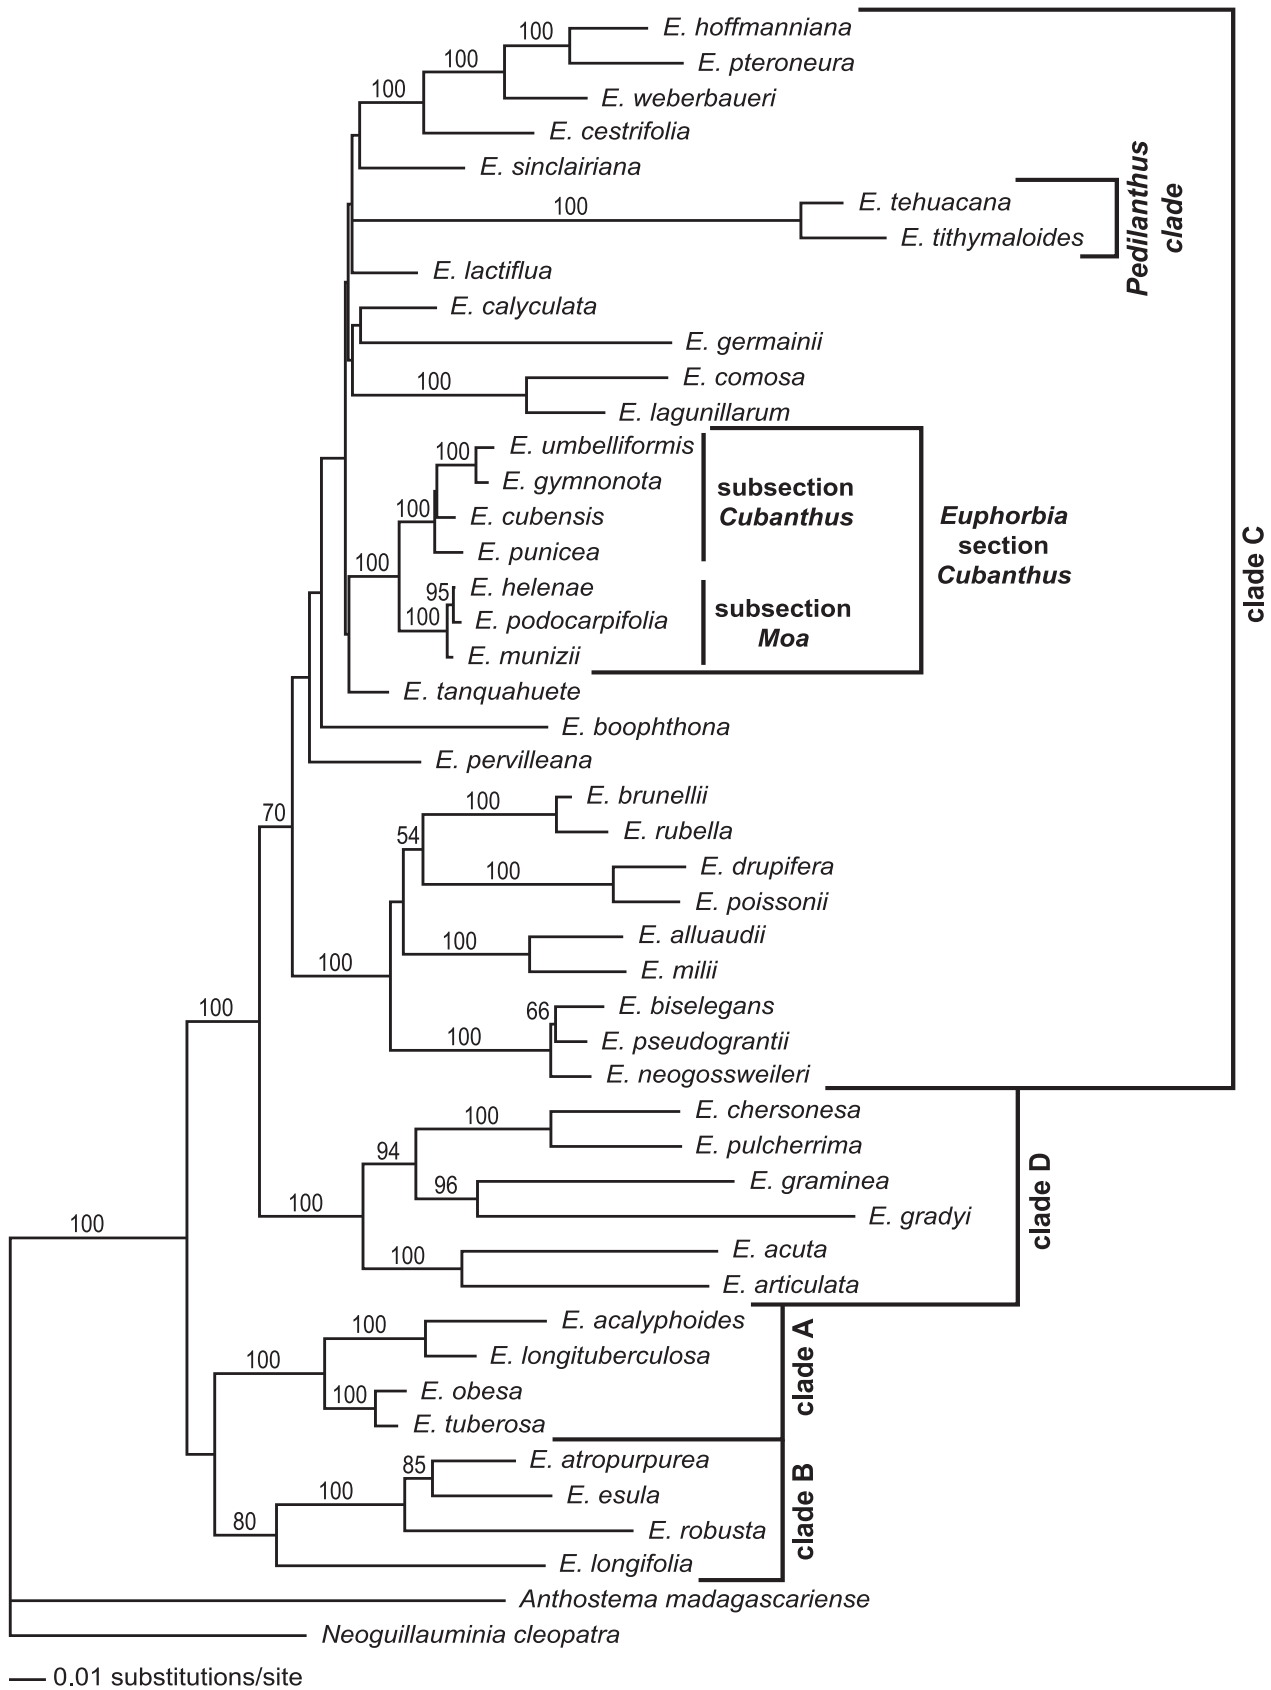 100
E. hoffmanniana
100
E. pteroneura
100
E. weberbaueri
E. cestrifolia
E. sinclairiana
100
E. tehuacana
E. tithymaloides
Pedilanthus
clade
E. lactiflua
E. calyculata
E. germainii
100
E. comosa
E. lagunillarum
100
E. umbelliformis
E. gymnonota
100
E. cubensis
E. punicea
subsection
Cubanthus
Euphorbia
section
Cubanthus
clade C
100
95
E. helenae
100
E. podocarpifolia
E. munizii
subsection
Moa
E. tanquahuete
E. boophthona
E. pervilleana
70
100
E. brunellii
E. rubella
54
100
E. drupifera
E. poissonii
100
E. alluaudii
E. milii
100
66
E. biselegans
E. pseudograntii
100
E. neogossweileri
100
100
E. chersonesa
E. pulcherrima
94
96
E. graminea
E. gradyi
100
clade D
100
E. acuta
E. articulata
100
100
E. acalyphoides
E. longituberculosa
100
100
E. obesa
E. tuberosa
clade A
85
E. atropurpurea
E. esula
100
E. robusta
80
E. longifolia
clade B
Anthostema madagascariense
Neoguillauminia cleopatra
0.01 substitutions/site